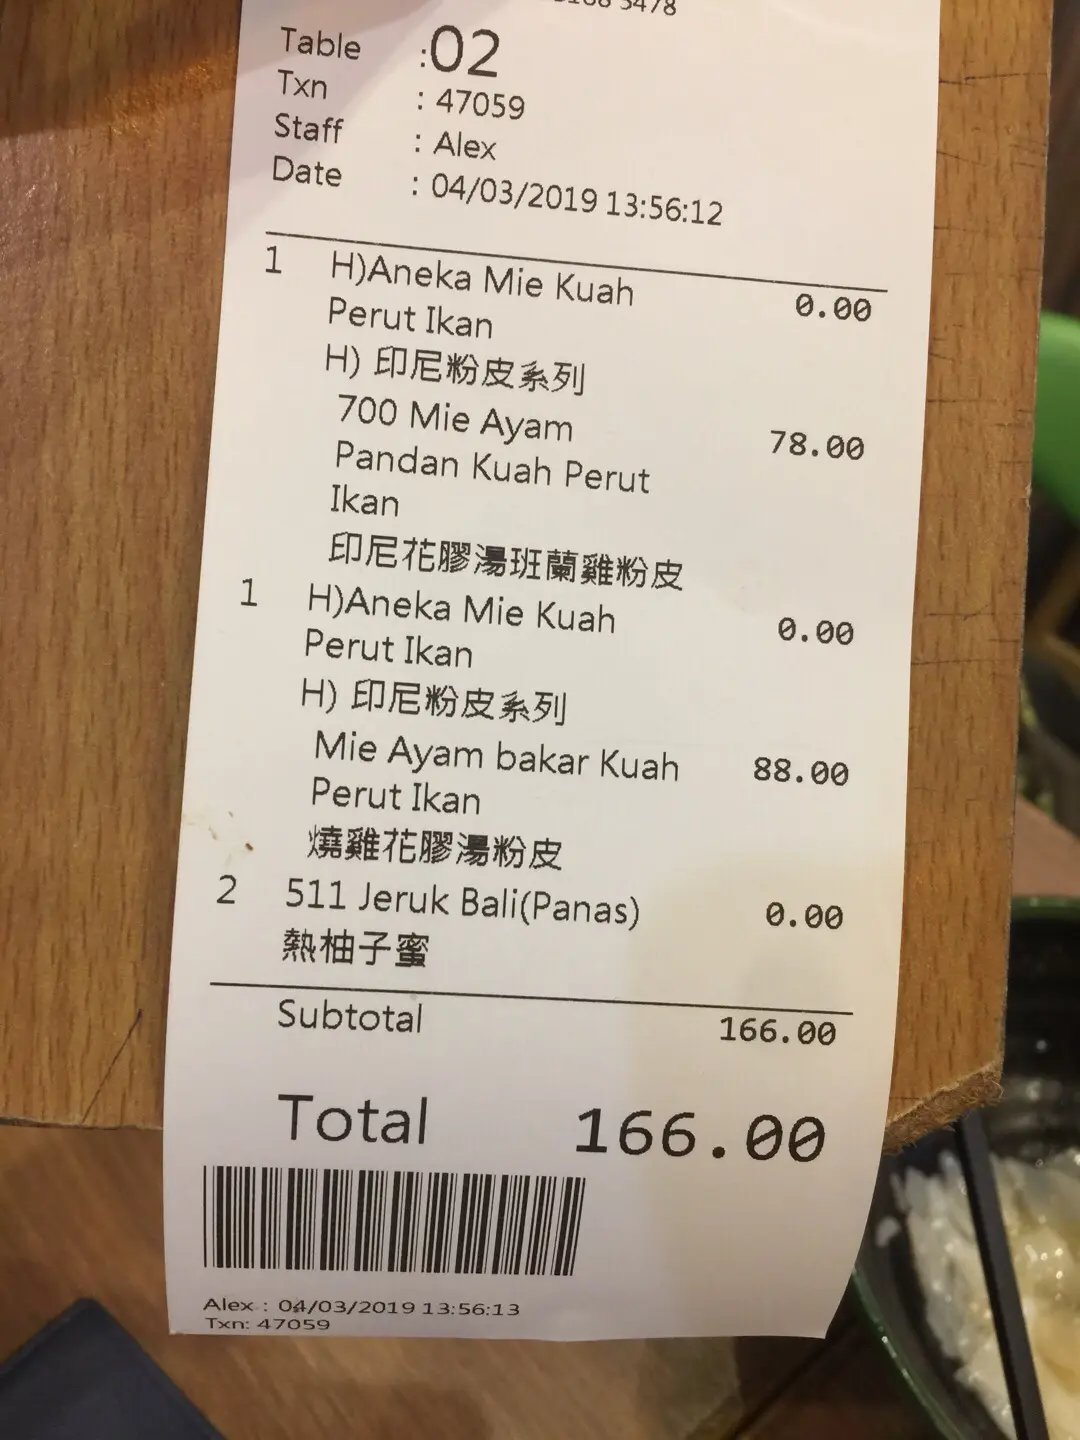 5478
Table :02
Txn : 47059
Staff : Alex
Date : 04/03/2019 13:56:12
1 H)Aneka Mie Kuah 0.00
Perut Ikan
H) 印尼粉皮系列
700 Mie Ayam 78.00
Pandan Kuah Perut
Ikan
印尼花膠湯班蘭雞粉皮
1 H)Aneka Mie Kuah 0.00
Perut Ikan
H) 印尼粉皮系列
Mie Ayam bakar Kuah 88.00
Perut Ikan
燒雞花膠湯粉皮
2 511 Jeruk Bali(Panas) 0.00
熱柚子蜜
Subtotal 166.00
Total 166.00
Alex : 04/03/2019 13:56:13
Txn: 47059